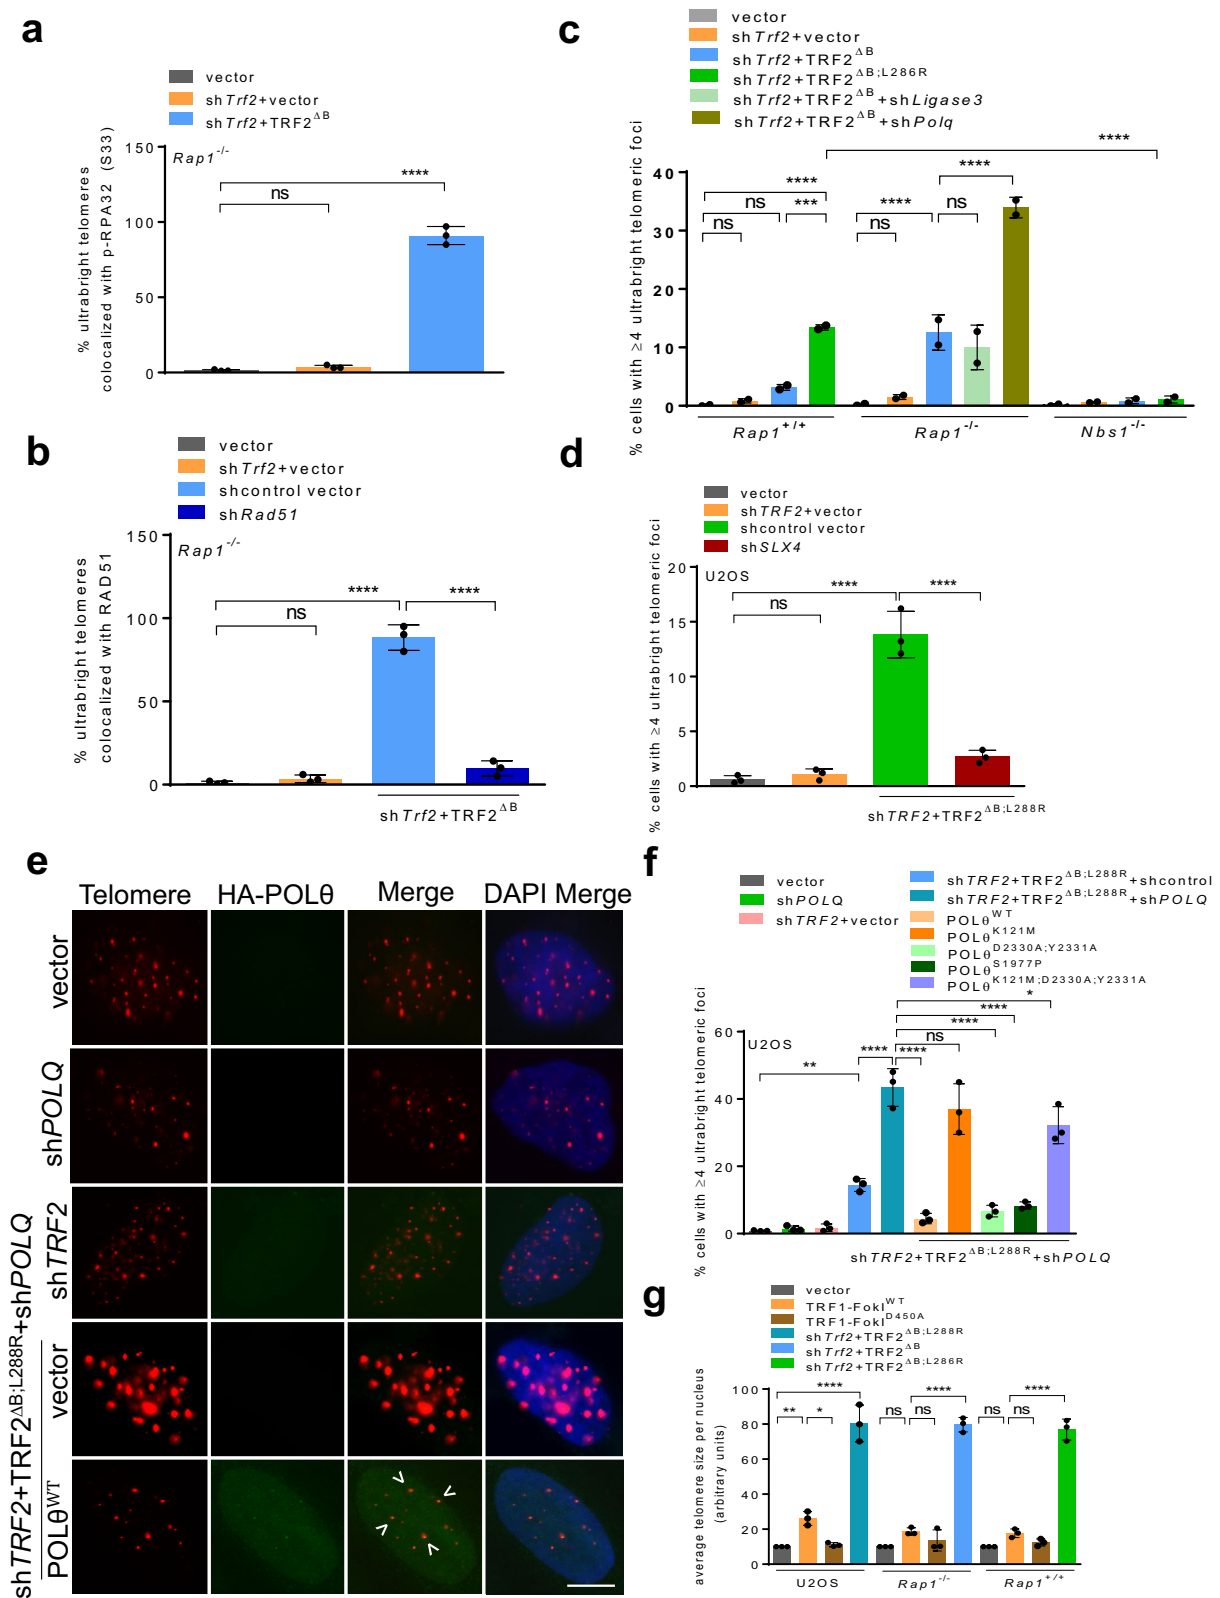 a
vector
shTrf2+vector
shTrf2+TRF2ΔB
% ultrabright telomeres
colocalized with p-RPA32 (S33)
Rap1-/-
150
100
50
0
ns
****
b
vector
shTrf2+vector
shcontrol vector
shRad51
% ultrabright telomeres
colocalized with RAD51
Rap1-/-
150
100
50
0
ns
****
****
shTrf2+TRF2ΔB
c
vector
shTrf2+vector
shTrf2+TRF2ΔB
shTrf2+TRF2ΔB;L286R
shTrf2+TRF2ΔB+shLigase3
shTrf2+TRF2ΔB+shPolq
% cells with ≥4 ultrabright telomeric foci
40
30
20
10
0
****
****
ns
***
ns
****
****
ns
ns
Rap1+/+
Rap1-/-
Nbs1-/-
d
vector
shTRF2+vector
shcontrol vector
shSLX4
% cells with ≥4 ultrabright telomeric foci
U2OS
20
15
10
5
0
****
****
ns
shTRF2+TRF2ΔB;L288R
e
Telomere
HA-POLθ
Merge
DAPI Merge
vector
shPOLQ
shTRF2
shTRF2+TRF2ΔB;L288R+shPOLQ
vector
POLθWT
f
vector
shPOLQ
shTRF2+vector
shTRF2+TRF2ΔB;L288R+shcontrol
shTRF2+TRF2ΔB;L288R+shPOLQ
POLθWT
POLθK121M
POLθD2330A;Y2331A
POLθS1977P
POLθK121M;D2330A;Y2331A
% cells with ≥4 ultrabright telomeric foci
U2OS
60
40
20
0
*
****
****
ns
****
****
**
shTRF2+TRF2ΔB;L288R+shPOLQ
g
vector
TRF1-FokIWT
TRF1-FokID450A
shTrf2+TRF2ΔB;L288R
shTrf2+TRF2ΔB
shTrf2+TRF2ΔB;L286R
average telomere size per nucleus
(arbitrary units)
100
80
60
40
20
0
****
**
*
****
ns
ns
****
ns
ns
U2OS
Rap1-/-
Rap1+/+